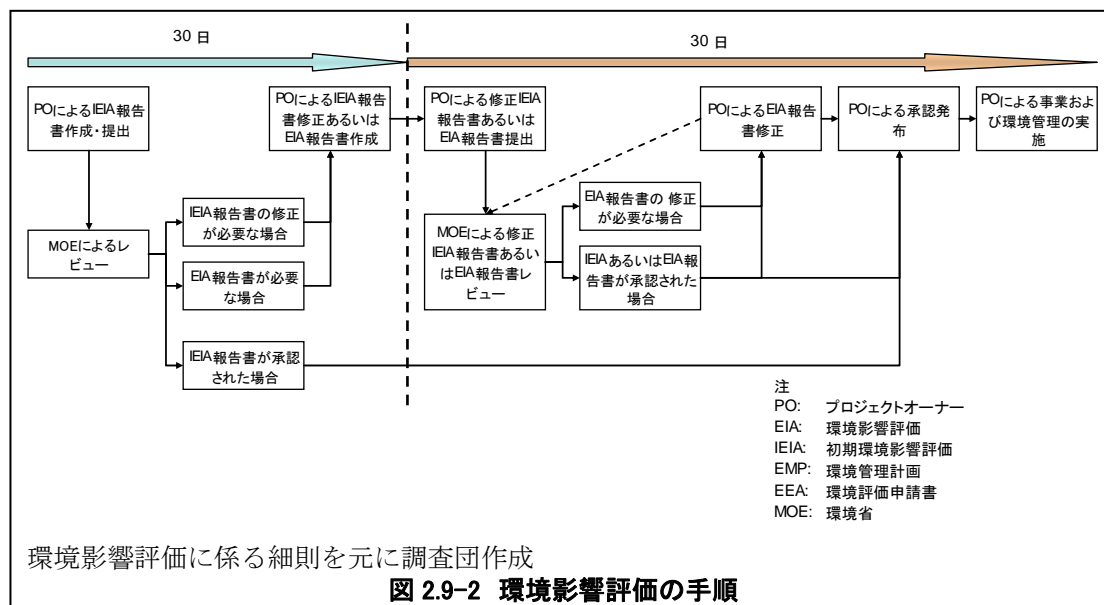 30 日
30 日
POによるIEIA報告
書作成・提出
POによるIEIA報告
書修正あるいは
EIA報告書作成
POによる修正IEIA
報告書あるいは
EIA報告書提出
POによるEIA報告
書修正
POによる承認発
布
POによる事業およ
び環境管理の実
施
MOEによるレ
ビュー
IEIA報告書の修正
が必要な場合
EIA報告書が必要
な場合
IEIA報告書が承認
された場合
MOEによる修正
IEIA報告書あるい
はEIA報告書レ
ビュー
EIA報告書の 修正
が必要な場合
IEIAあるいはEIA報
告書が承認された
場合
注
PO: プロジェクトオーナー
EIA: 環境影響評価
IEIA: 初期環境影響評価
EMP: 環境管理計画
EEA: 環境評価申請書
MOE: 環境省
環境影響評価に係る細則を元に調査団作成
図 2.9-2 環境影響評価の手順